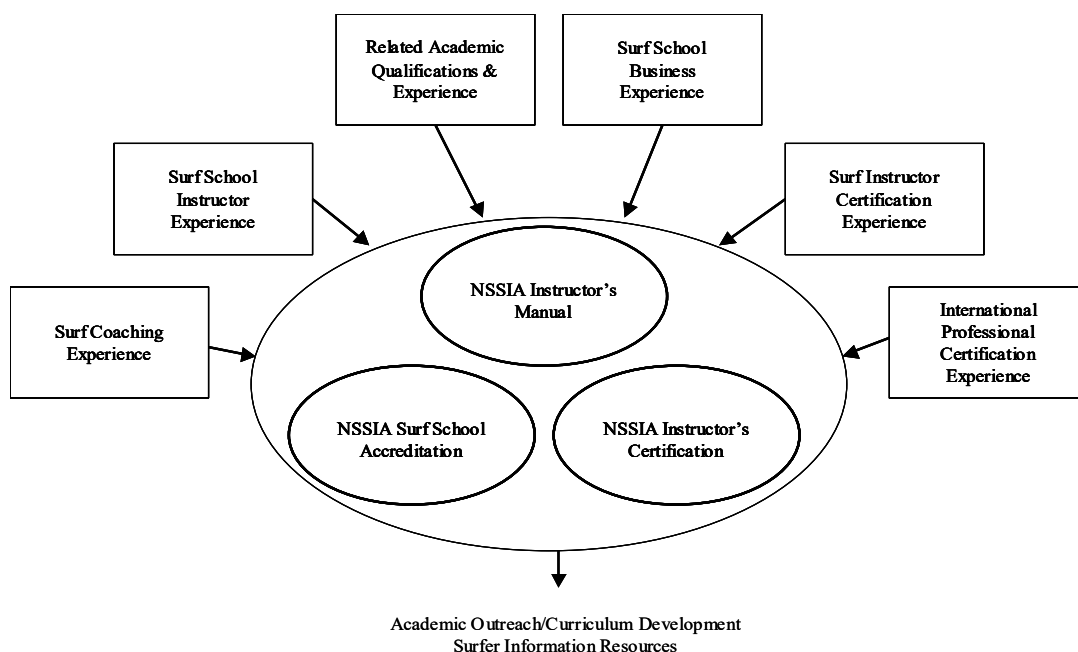 Related Academic
Qualifications &
Experience
Surf School
Business
Experience
Surf School
Instructor
Experience
Surf Instructor
Certification
Experience
Surf Coaching
Experience
International
Professional
Certification
Experience
NSSIA Instructor's
Manual
NSSIA Surf School
Accreditation
NSSIA Instructor's
Certification
Academic Outreach/Curriculum Development
Surfer Information Resources